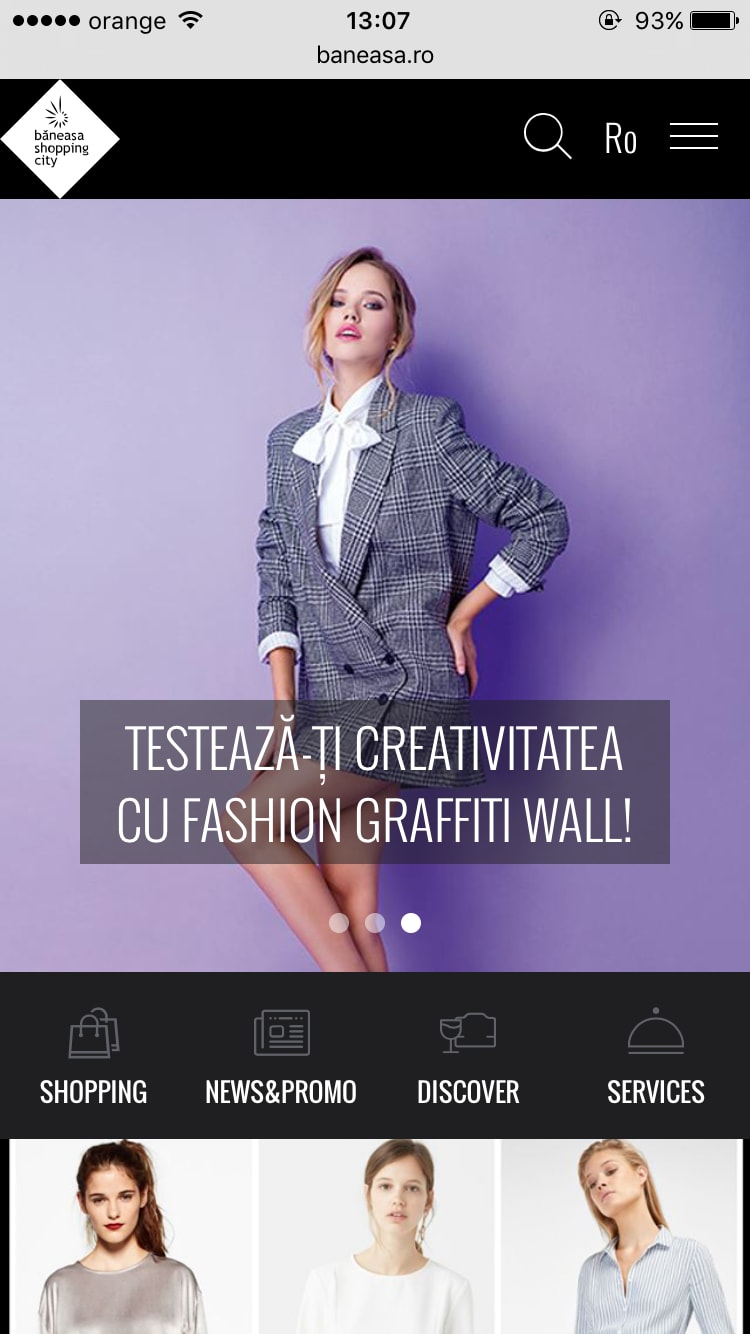 orange 13:07 93%
baneasa.ro
băneasa
shopping
city
Ro
TESTEAZĂ-ȚI CREATIVITATEA
CU FASHION GRAFFITI WALL!
SHOPPING NEWS&PROMO DISCOVER SERVICES